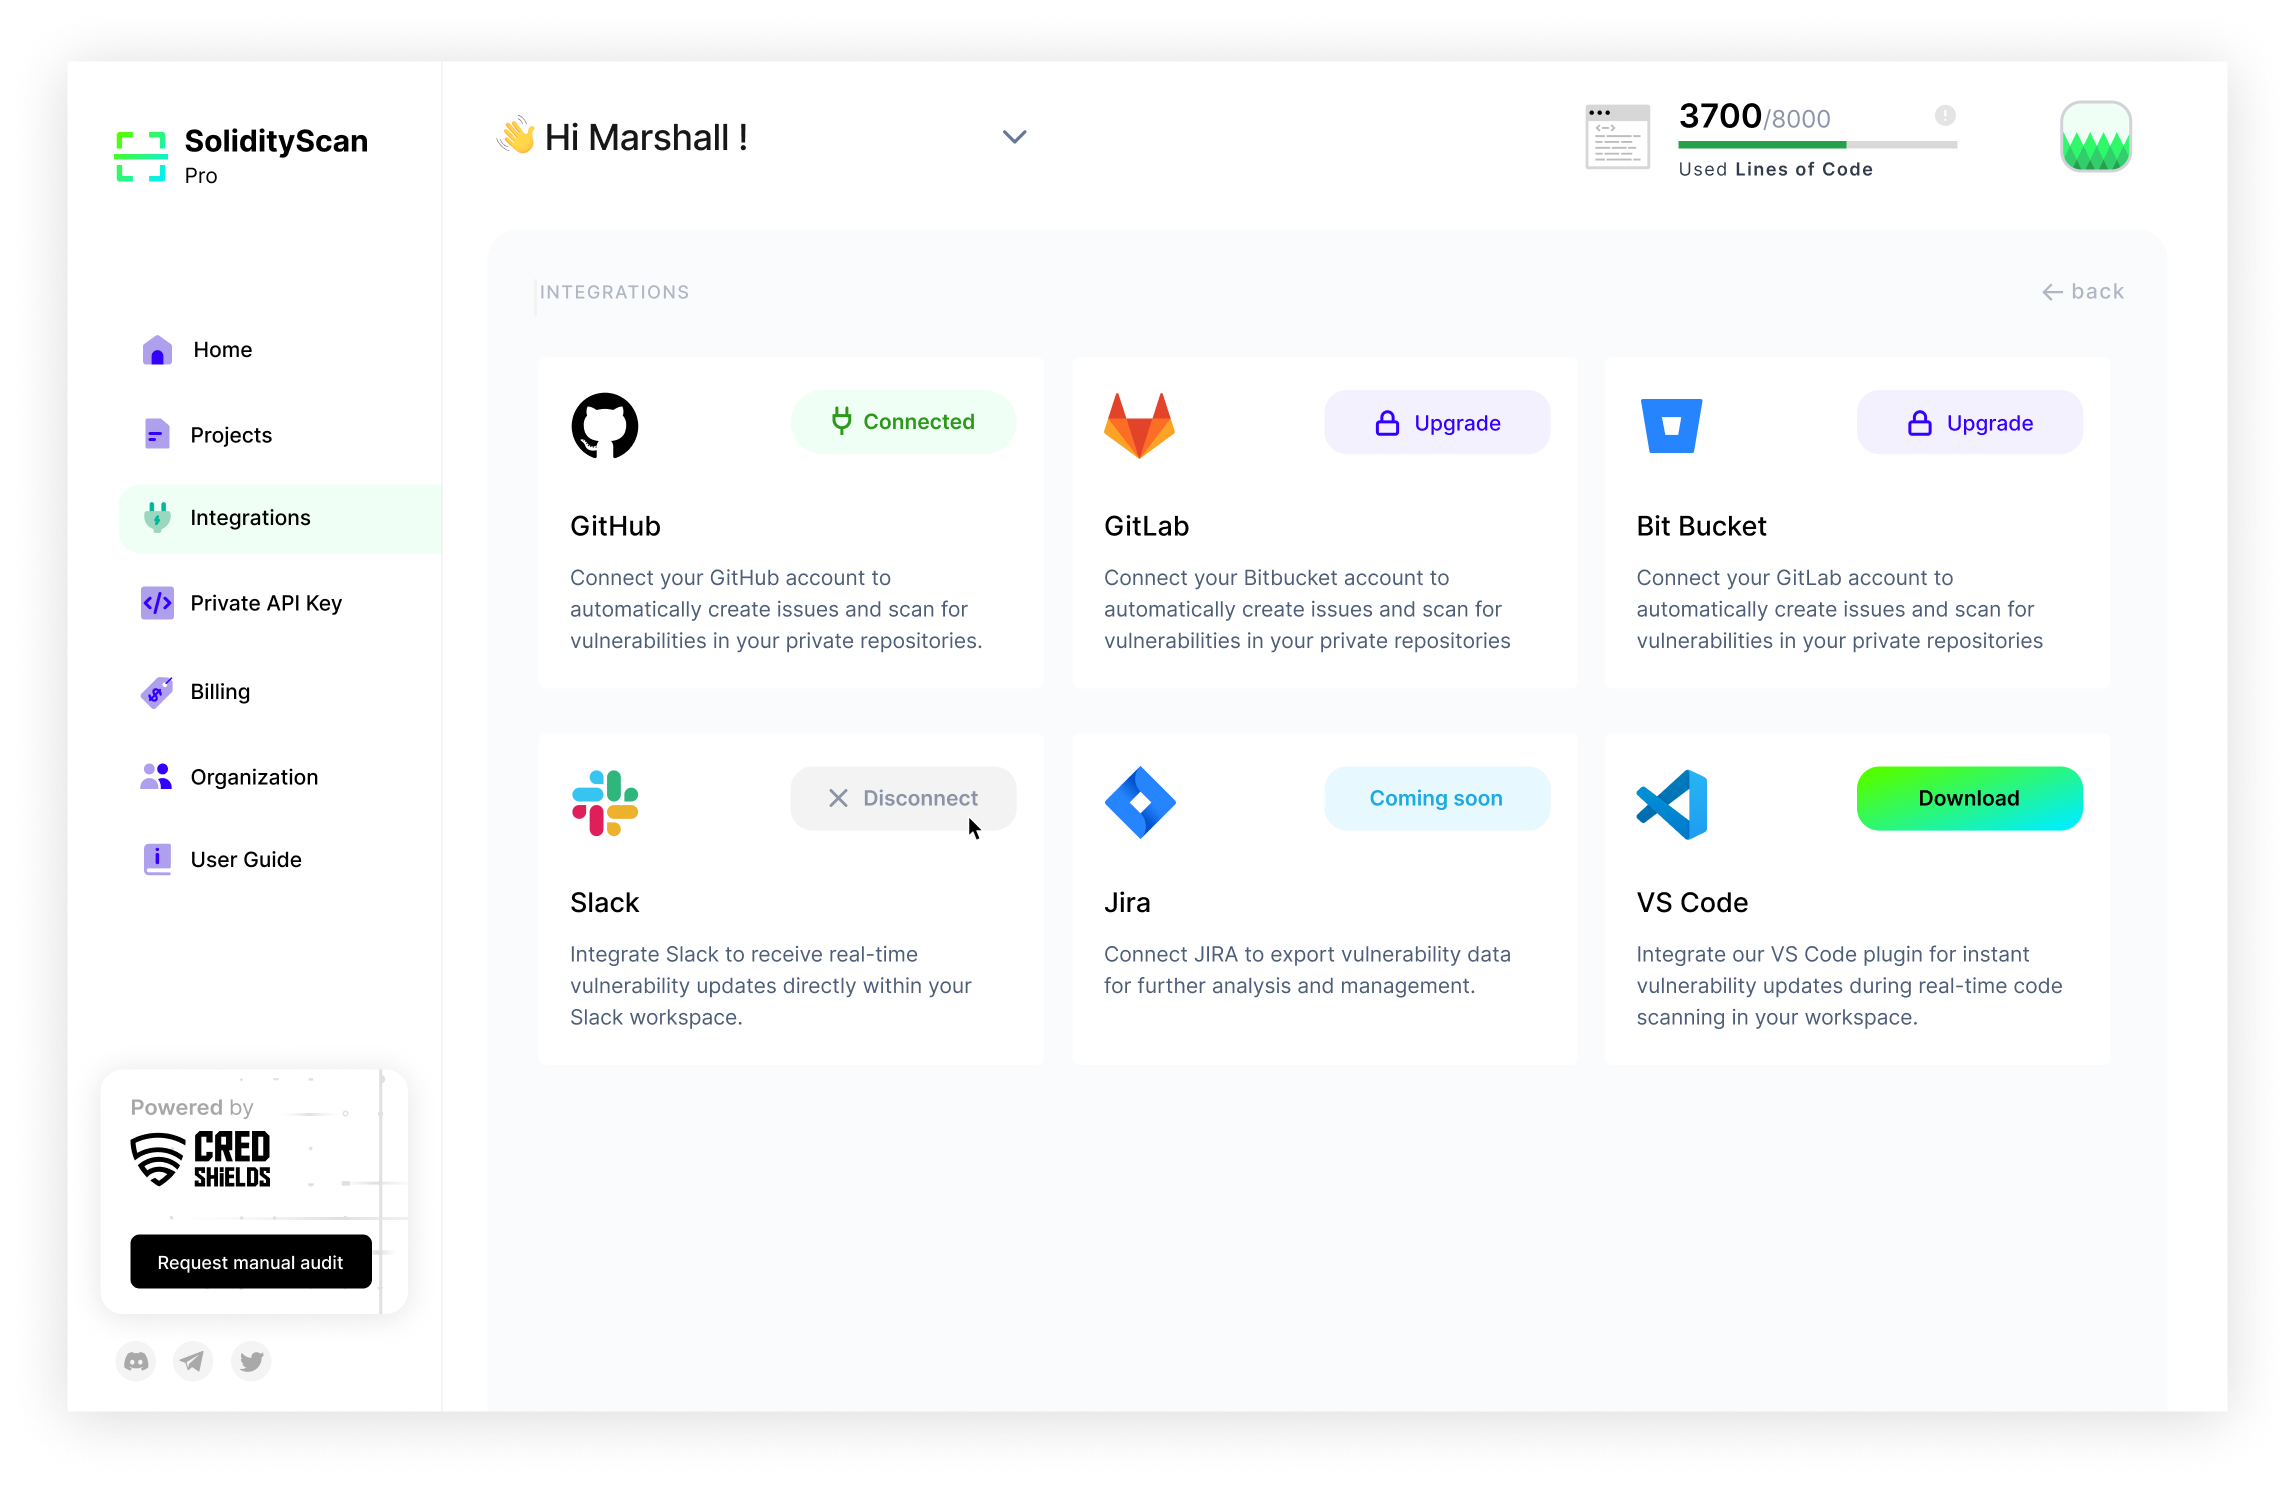 SolidityScan
Pro
Hi Marshall !
3700/8000
Used Lines of Code
Home
Projects
Integrations
Private API Key
Billing
Organization
User Guide
INTEGRATIONS
← back
Connected
GitHub
Connect your GitHub account to
automatically create issues and scan for
vulnerabilities in your private repositories.
Upgrade
GitLab
Connect your Bitbucket account to
automatically create issues and scan for
vulnerabilities in your private repositories
Upgrade
Bit Bucket
Connect your GitLab account to
automatically create issues and scan for
vulnerabilities in your private repositories
Disconnect
Slack
Integrate Slack to receive real-time
vulnerability updates directly within your
Slack workspace.
Coming soon
Jira
Connect JIRA to export vulnerability data
for further analysis and management.
Download
VS Code
Integrate our VS Code plugin for instant
vulnerability updates during real-time code
scanning in your workspace.
Powered by
CRED
SHiELDS
Request manual audit